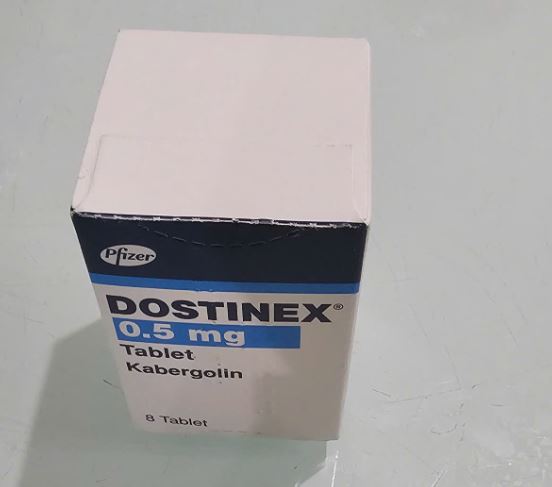 Pfizer
DOSTINEX®
0.5 mg
Tablet
Kabergolin
8 Tablet